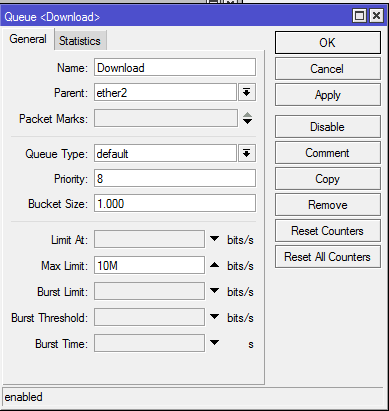 Queue <Download>
General Statistics
Name: Download
Parent: ether2
Packet Marks:
Queue Type: default
Priority: 8
Bucket Size: 1.000
Limit At: bits/s
Max Limit: 10M bits/s
Burst Limit: bits/s
Burst Threshold: bits/s
Burst Time: s
OK
Cancel
Apply
Disable
Comment
Copy
Remove
Reset Counters
Reset All Counters
enabled